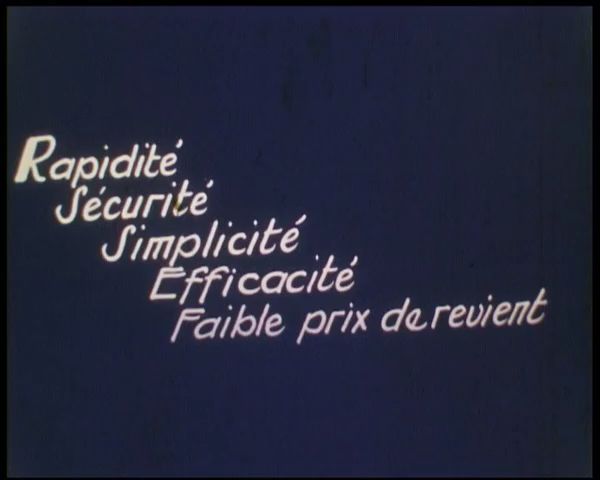 Rapidité
Sécurité
Simplicité
Efficacité
Faible prix de revient